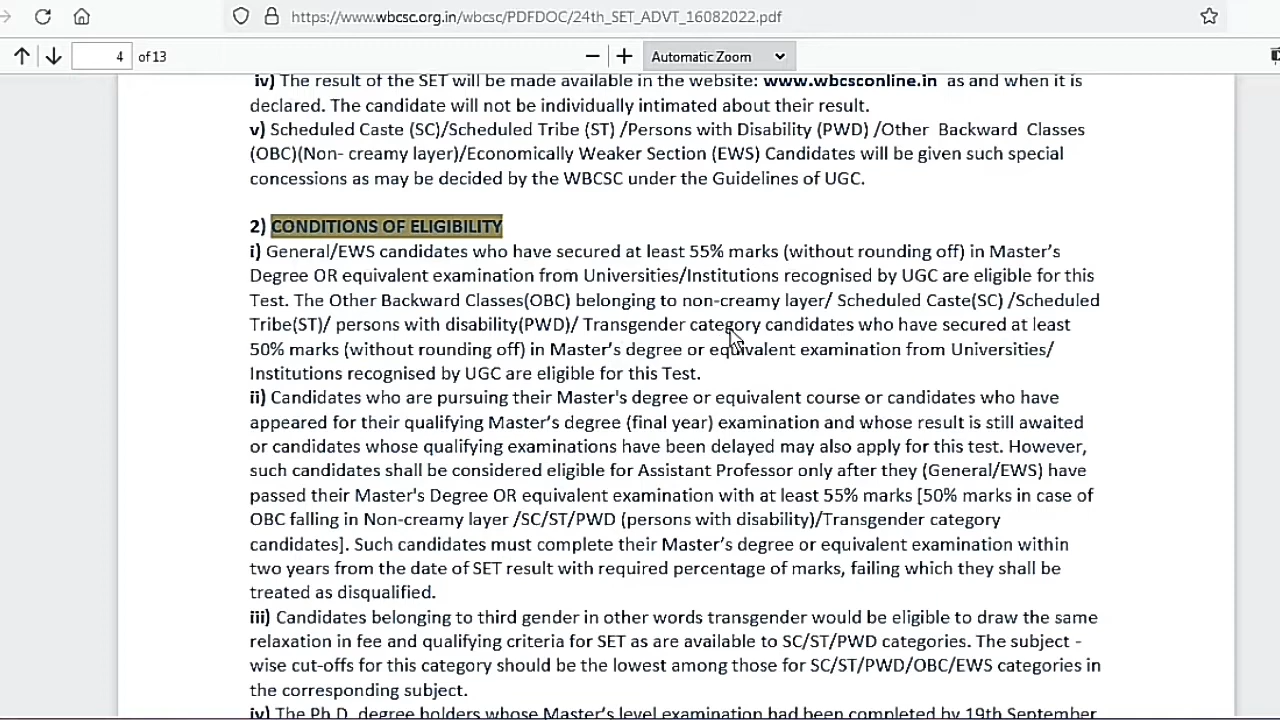 https://www.wbcsc.org.in/wbcsc/PDFDOC/24th_SET_ADVT_16082022.pdf
4 of 13
Automatic Zoom
iv) The result of the SET will be made available in the website: www.wbcsconline.in as and when it is
declared. The candidate will not be individually intimated about their result.
v) Scheduled Caste (SC)/Scheduled Tribe (ST) /Persons with Disability (PWD) /Other Backward Classes
(OBC)(Non- creamy layer)/Economically Weaker Section (EWS) Candidates will be given such special
concessions as may be decided by the WBCSC under the Guidelines of UGC.
2) CONDITIONS OF ELIGIBILITY
i) General/EWS candidates who have secured at least 55% marks (without rounding off) in Master’s
Degree OR equivalent examination from Universities/Institutions recognised by UGC are eligible for this
Test. The Other Backward Classes(OBC) belonging to non-creamy layer/ Scheduled Caste(SC) /Scheduled
Tribe(ST)/ persons with disability(PWD)/ Transgender category candidates who have secured at least
50% marks (without rounding off) in Master’s degree or equivalent examination from Universities/
Institutions recognised by UGC are eligible for this Test.
ii) Candidates who are pursuing their Master's degree or equivalent course or candidates who have
appeared for their qualifying Master’s degree (final year) examination and whose result is still awaited
or candidates whose qualifying examinations have been delayed may also apply for this test. However,
such candidates shall be considered eligible for Assistant Professor only after they (General/EWS) have
passed their Master's Degree OR equivalent examination with at least 55% marks [50% marks in case of
OBC falling in Non-creamy layer /SC/ST/PWD (persons with disability)/Transgender category
candidates]. Such candidates must complete their Master’s degree or equivalent examination within
two years from the date of SET result with required percentage of marks, failing which they shall be
treated as disqualified.
iii) Candidates belonging to third gender in other words transgender would be eligible to draw the same
relaxation in fee and qualifying criteria for SET as are available to SC/ST/PWD categories. The subject -
wise cut-offs for this category should be the lowest among those for SC/ST/PWD/OBC/EWS categories in
the corresponding subject.
iv) The Ph.D. degree holders whose Master’s level examination had been completed by 19th September